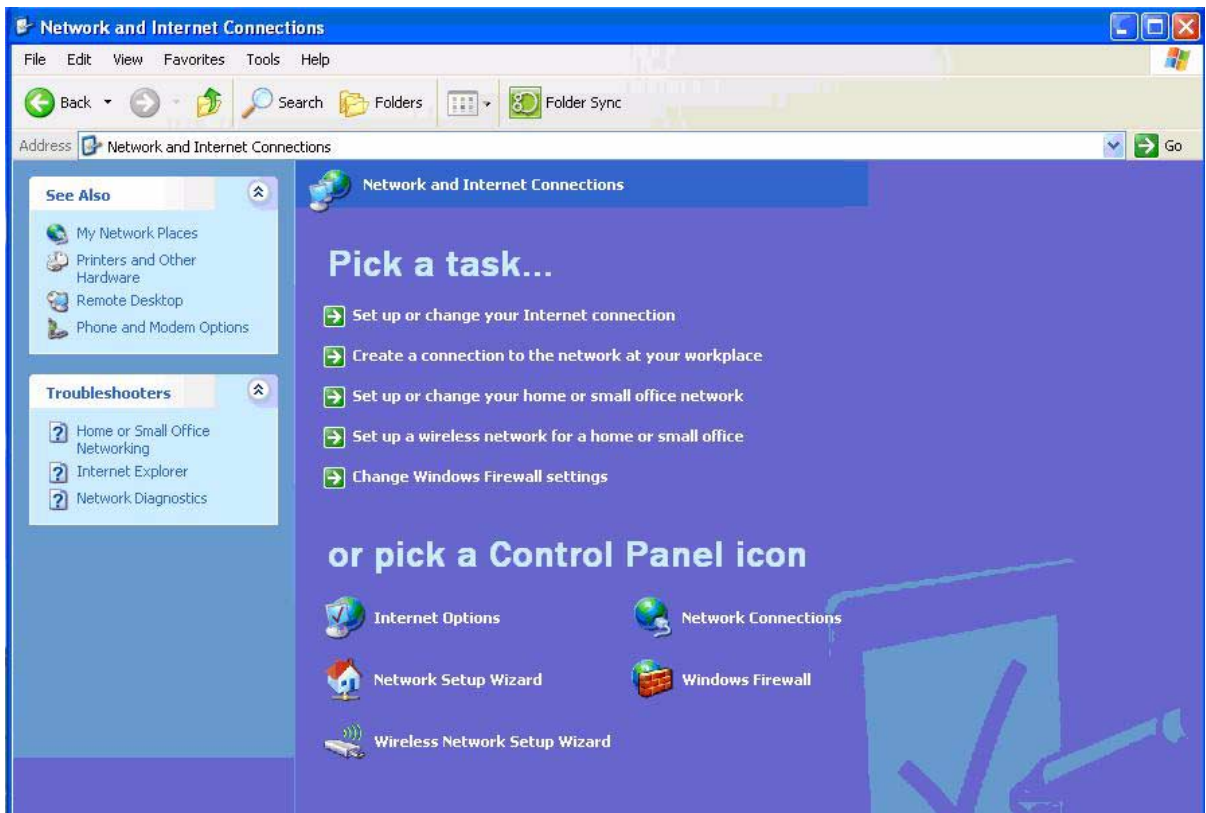 Network and Internet Connections
File Edit View Favorites Tools Help
Back Search Folders Folder Sync
Address Network and Internet Connections Go
See Also
My Network Places
Printers and Other
Hardware
Remote Desktop
Phone and Modem Options
Troubleshooters
Home or Small Office
Networking
Internet Explorer
Network Diagnostics
Network and Internet Connections
Pick a task...
Set up or change your Internet connection
Create a connection to the network at your workplace
Set up or change your home or small office network
Set up a wireless network for a home or small office
Change Windows Firewall settings
or pick a Control Panel icon
Internet Options Network Connections
Network Setup Wizard Windows Firewall
Wireless Network Setup Wizard